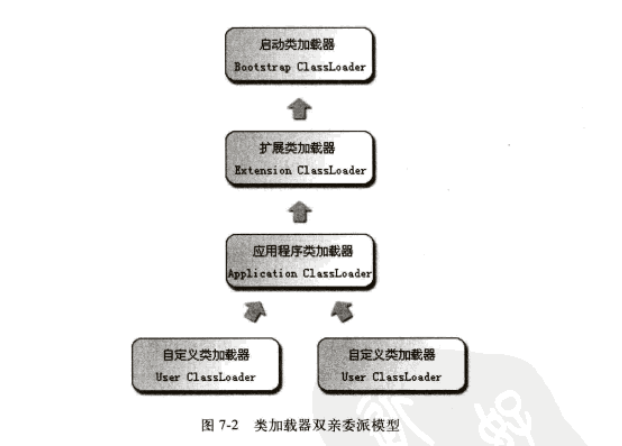 启动类加载器
Bootstrap ClassLoader
扩展类加载器
Extension ClassLoader
应用程序类加载器
Application ClassLoader
自定义类加载器
User ClassLoader
自定义类加载器
User ClassLoader
图 7-2 类加载器双亲委派模型